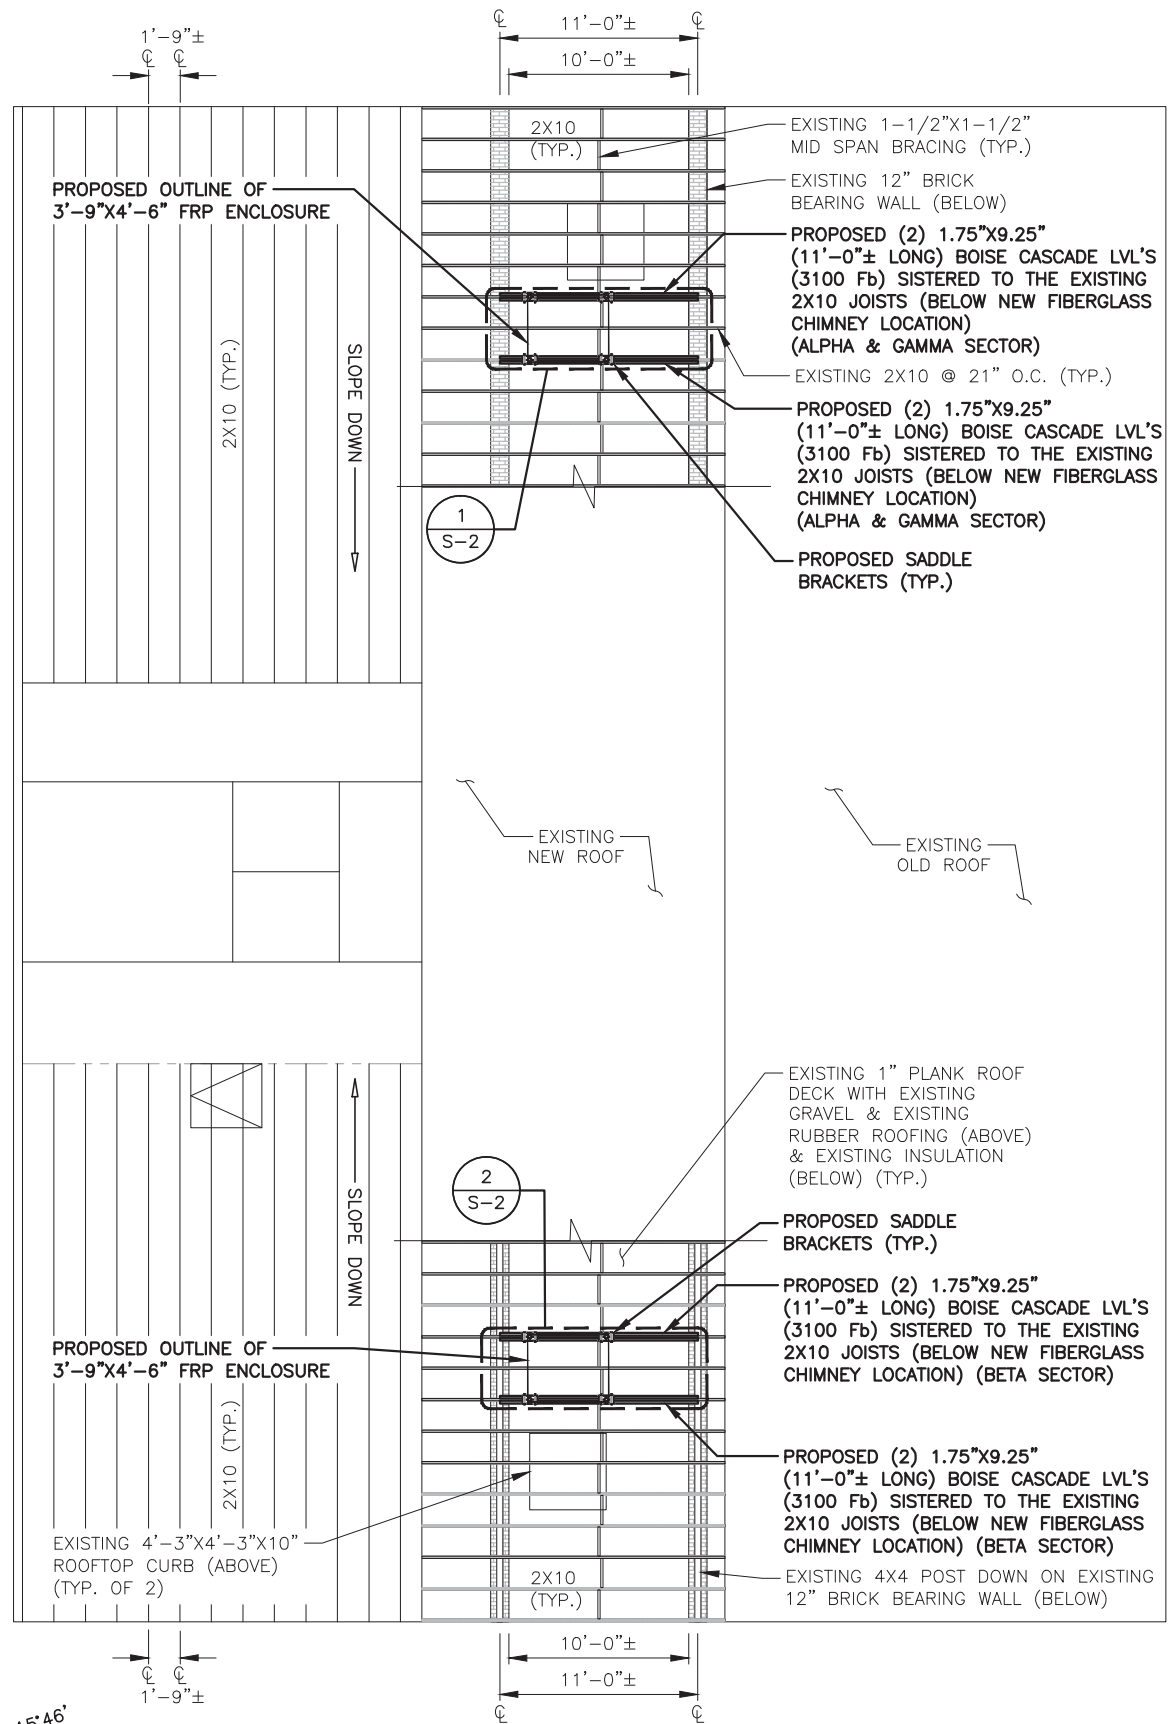 1'-9"±
℄ ℄
℄ 11'-0"± ℄
10'-0"±
2X10
(TYP.)
EXISTING 1-1/2"X1-1/2"
MID SPAN BRACING (TYP.)
EXISTING 12" BRICK
BEARING WALL (BELOW)
PROPOSED OUTLINE OF
3'-9"X4'-6" FRP ENCLOSURE
PROPOSED (2) 1.75"X9.25"
(11'-0"± LONG) BOISE CASCADE LVL'S
(3100 Fb) SISTERED TO THE EXISTING
2X10 JOISTS (BELOW NEW FIBERGLASS
CHIMNEY LOCATION)
(ALPHA & GAMMA SECTOR)
EXISTING 2X10 @ 21" O.C. (TYP.)
2X10 (TYP.)
SLOPE DOWN
PROPOSED (2) 1.75"X9.25"
(11'-0"± LONG) BOISE CASCADE LVL'S
(3100 Fb) SISTERED TO THE EXISTING
2X10 JOISTS (BELOW NEW FIBERGLASS
CHIMNEY LOCATION)
(ALPHA & GAMMA SECTOR)
1
S-2
PROPOSED SADDLE
BRACKETS (TYP.)
EXISTING
NEW ROOF
EXISTING
OLD ROOF
EXISTING 1" PLANK ROOF
DECK WITH EXISTING
GRAVEL & EXISTING
RUBBER ROOFING (ABOVE)
& EXISTING INSULATION
(BELOW) (TYP.)
2
S-2
SLOPE DOWN
PROPOSED SADDLE
BRACKETS (TYP.)
PROPOSED (2) 1.75"X9.25"
(11'-0"± LONG) BOISE CASCADE LVL'S
(3100 Fb) SISTERED TO THE EXISTING
2X10 JOISTS (BELOW NEW FIBERGLASS
CHIMNEY LOCATION) (BETA SECTOR)
PROPOSED OUTLINE OF
3'-9"X4'-6" FRP ENCLOSURE
2X10 (TYP.)
PROPOSED (2) 1.75"X9.25"
(11'-0"± LONG) BOISE CASCADE LVL'S
(3100 Fb) SISTERED TO THE EXISTING
2X10 JOISTS (BELOW NEW FIBERGLASS
CHIMNEY LOCATION) (BETA SECTOR)
EXISTING 4'-3"X4'-3"X10"
ROOFTOP CURB (ABOVE)
(TYP. OF 2)
2X10
(TYP.)
EXISTING 4X4 POST DOWN ON EXISTING
12" BRICK BEARING WALL (BELOW)
10'-0"±
℄ ℄
1'-9"±
11'-0"±
℄ ℄